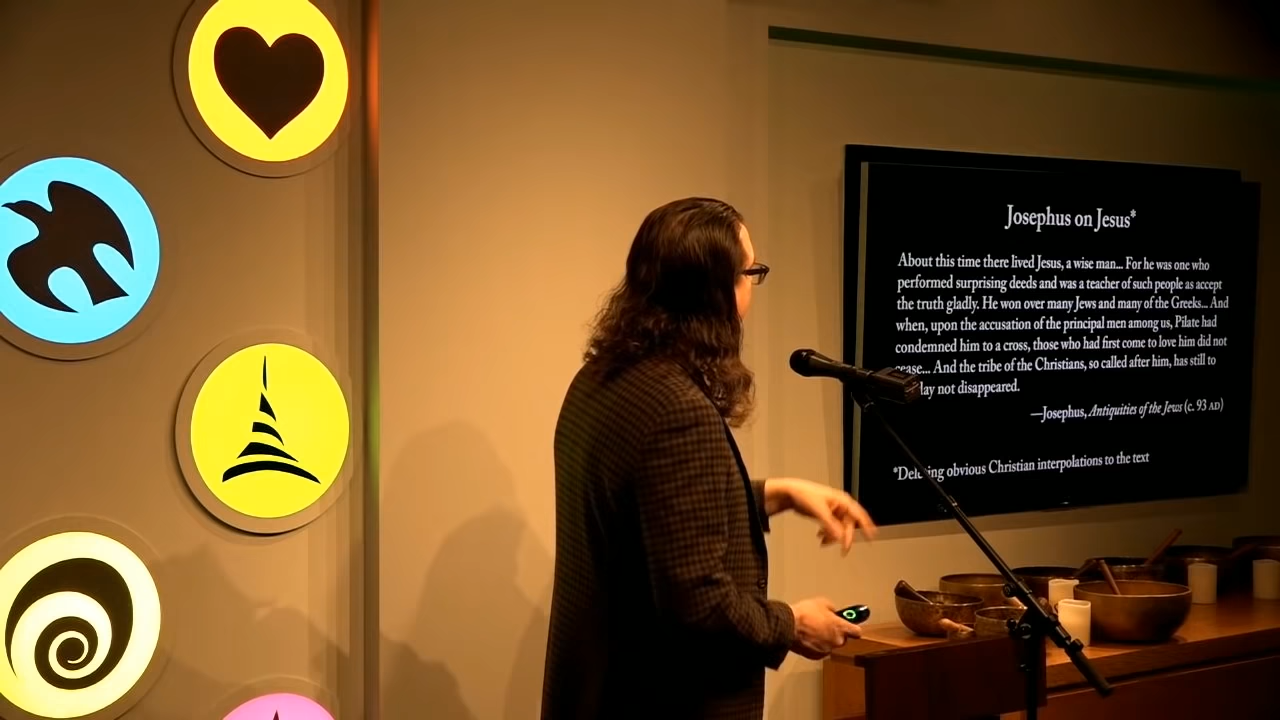 Josephus on Jesus*
About this time there lived Jesus, a wise man... For he was one who
performed surprising deeds and was a teacher of such people as accept
the truth gladly. He won over many Jews and many of the Greeks... And
when, upon the accusation of the principal men among us, Pilate had
condemned him to a cross, those who had first come to love him did not
cease... And the tribe of the Christians, so called after him, has still to
day not disappeared.
—Josephus, Antiquities of the Jews (c. 93 AD)
*Deleting obvious Christian interpolations to the text